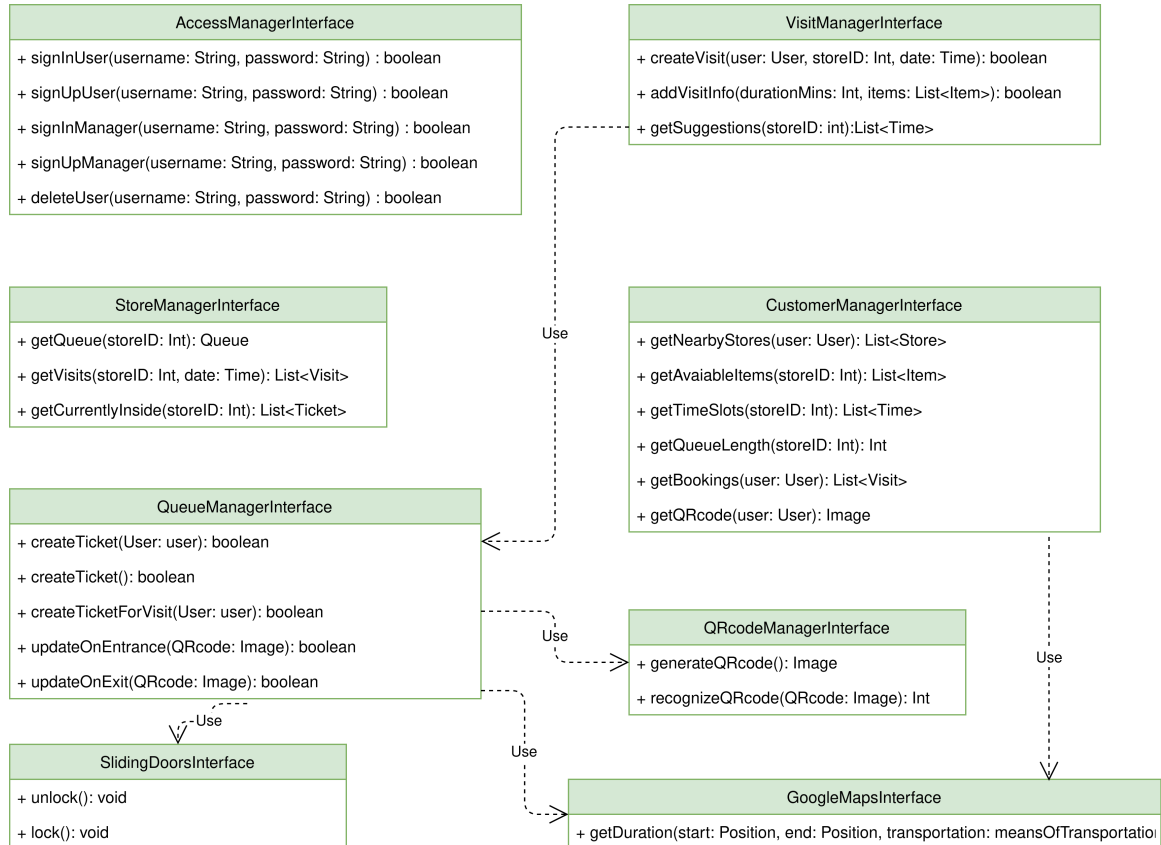 AccessManagerInterface
+ signInUser(username: String, password: String) : boolean
+ signUpUser(username: String, password: String) : boolean
+ signInManager(username: String, password: String) : boolean
+ signUpManager(username: String, password: String) : boolean
+ deleteUser(username: String, password: String) : boolean
VisitManagerInterface
+ createVisit(user: User, storeID: Int, date: Time): boolean
+ addVisitInfo(durationMins: Int, items: List<Item>): boolean
+ getSuggestions(storeID: int):List<Time>
Use
StoreManagerInterface
+ getQueue(storeID: Int): Queue
+ getVisits(storeID: Int, date: Time): List<Visit>
+ getCurrentlyInside(storeID: Int): List<Ticket>
CustomerManagerInterface
+ getNearbyStores(user: User): List<Store>
+ getAvaiableItems(storeID: Int): List<Item>
+ getTimeSlots(storeID: Int): List<Time>
+ getQueueLength(storeID: Int): Int
+ getBookings(user: User): List<Visit>
+ getQRcode(user: User): Image
QueueManagerInterface
+ createTicket(User: user): boolean
+ createTicket(): boolean
+ createTicketForVisit(User: user): boolean
+ updateOnEntrance(QRcode: Image): boolean
+ updateOnExit(QRcode: Image): boolean
Use
QRcodeManagerInterface
+ generateQRcode(): Image
+ recognizeQRcode(QRcode: Image): Int
Use
Use
Use
SlidingDoorsInterface
+ unlock(): void
+ lock(): void
GoogleMapsInterface
+ getDuration(start: Position, end: Position, transportation: meansOfTransportatio